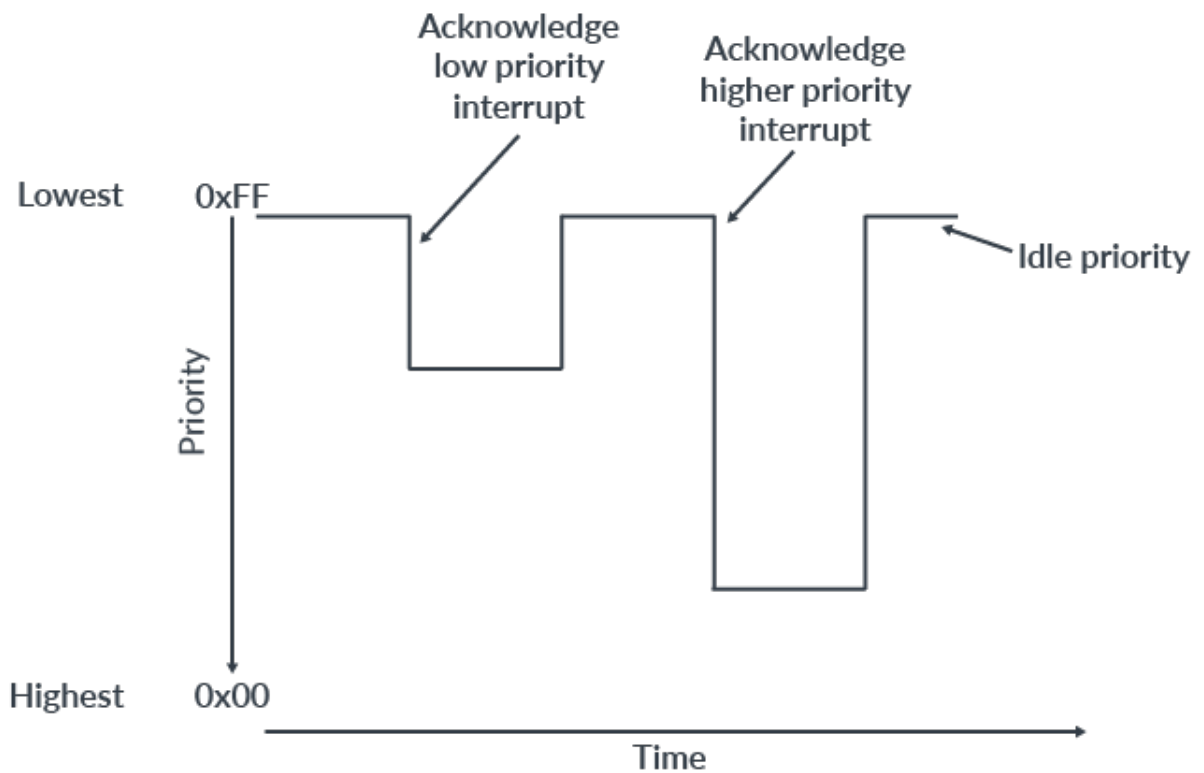 Acknowledge
low priority
interrupt
Acknowledge
higher priority
interrupt
Lowest 0xFF
Idle priority
Priority
Highest 0x00
Time